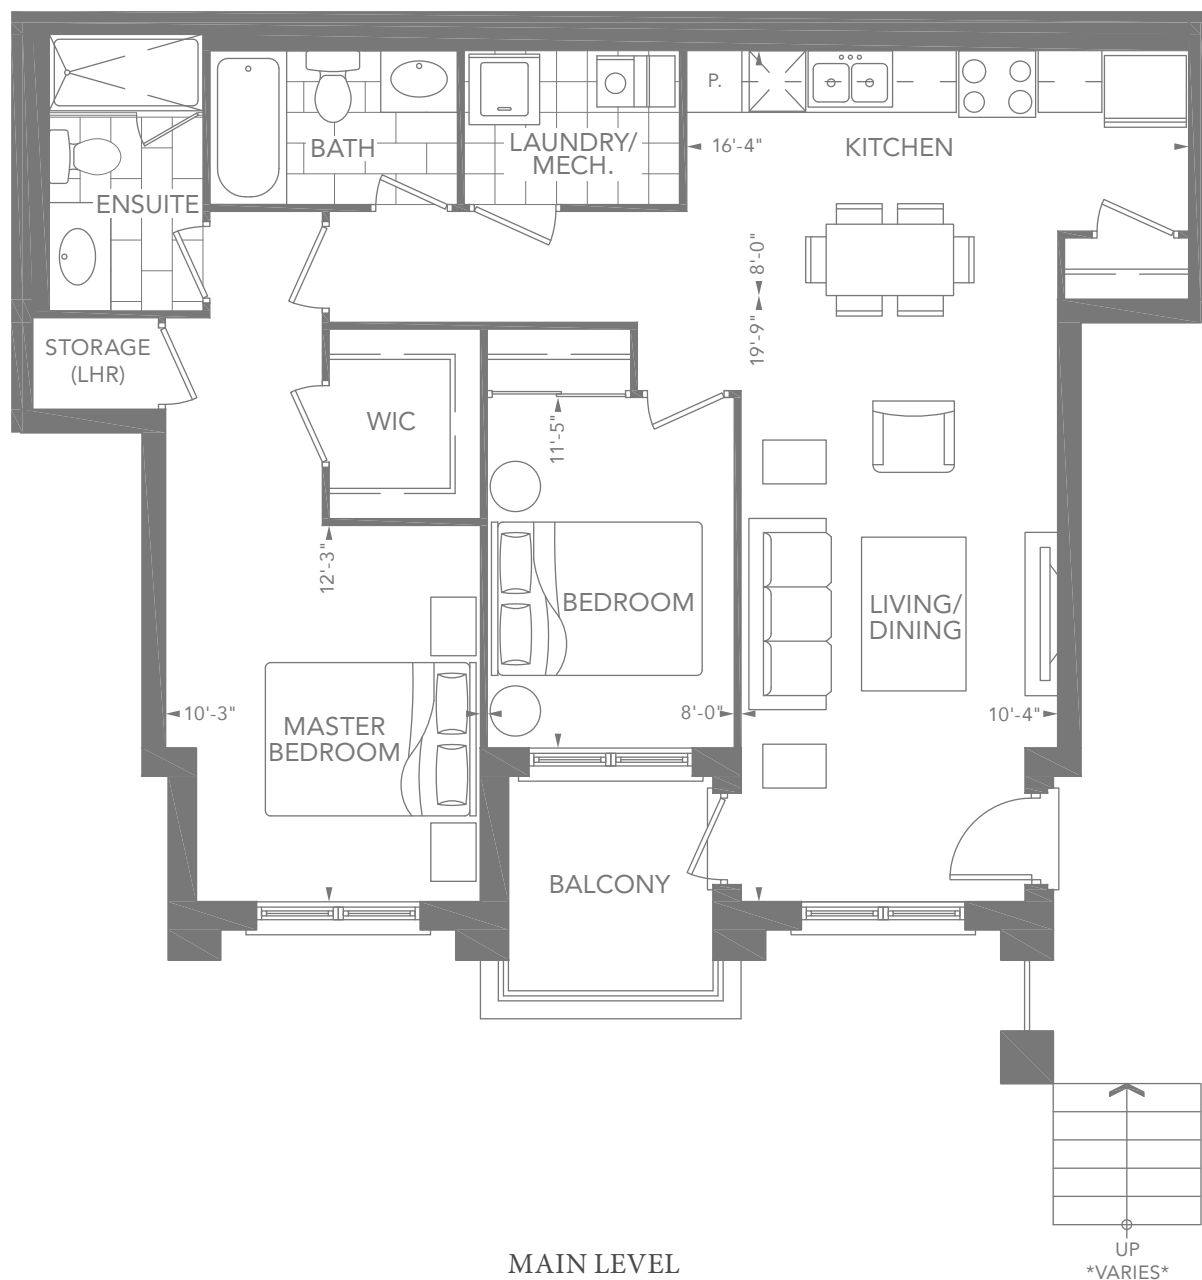 P.
BATH
LAUNDRY/
MECH.
16'-4"
KITCHEN
ENSUITE
8'-0"
19'-9"
STORAGE
(LHR)
WIC
11'-5"
12'-3"
BEDROOM
LIVING/
DINING
10'-3"
MASTER
BEDROOM
8'-0"
10'-4"
BALCONY
MAIN LEVEL
UP
*VARIES*